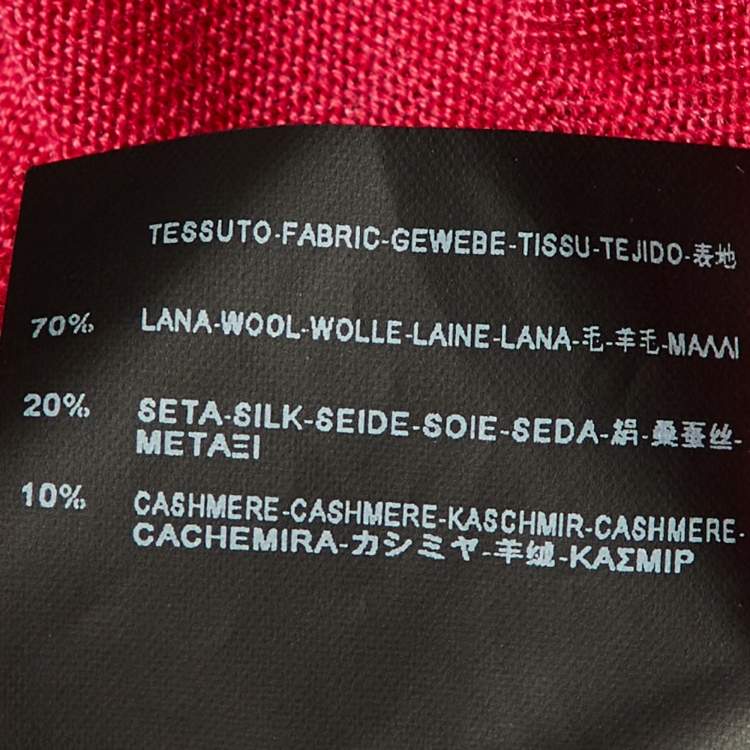 TESSUTO-FABRIC-GEWEBE-TISSU-TEJIDO-表地
70% LANA-WOOL-WOLLE-LAINE-LANA-毛-羊毛-ΜΑΛΛΙ
20% SETA-SILK-SEIDE-SOIE-SEDA-絹-桑蚕丝-
ΜΕΤΑΞΙ
10% CASHMERE-CASHMERE-KASCHMIR-CASHMERE-
CACHEMIRA-カシミヤ-羊绒-ΚΑΣΜΙΡ